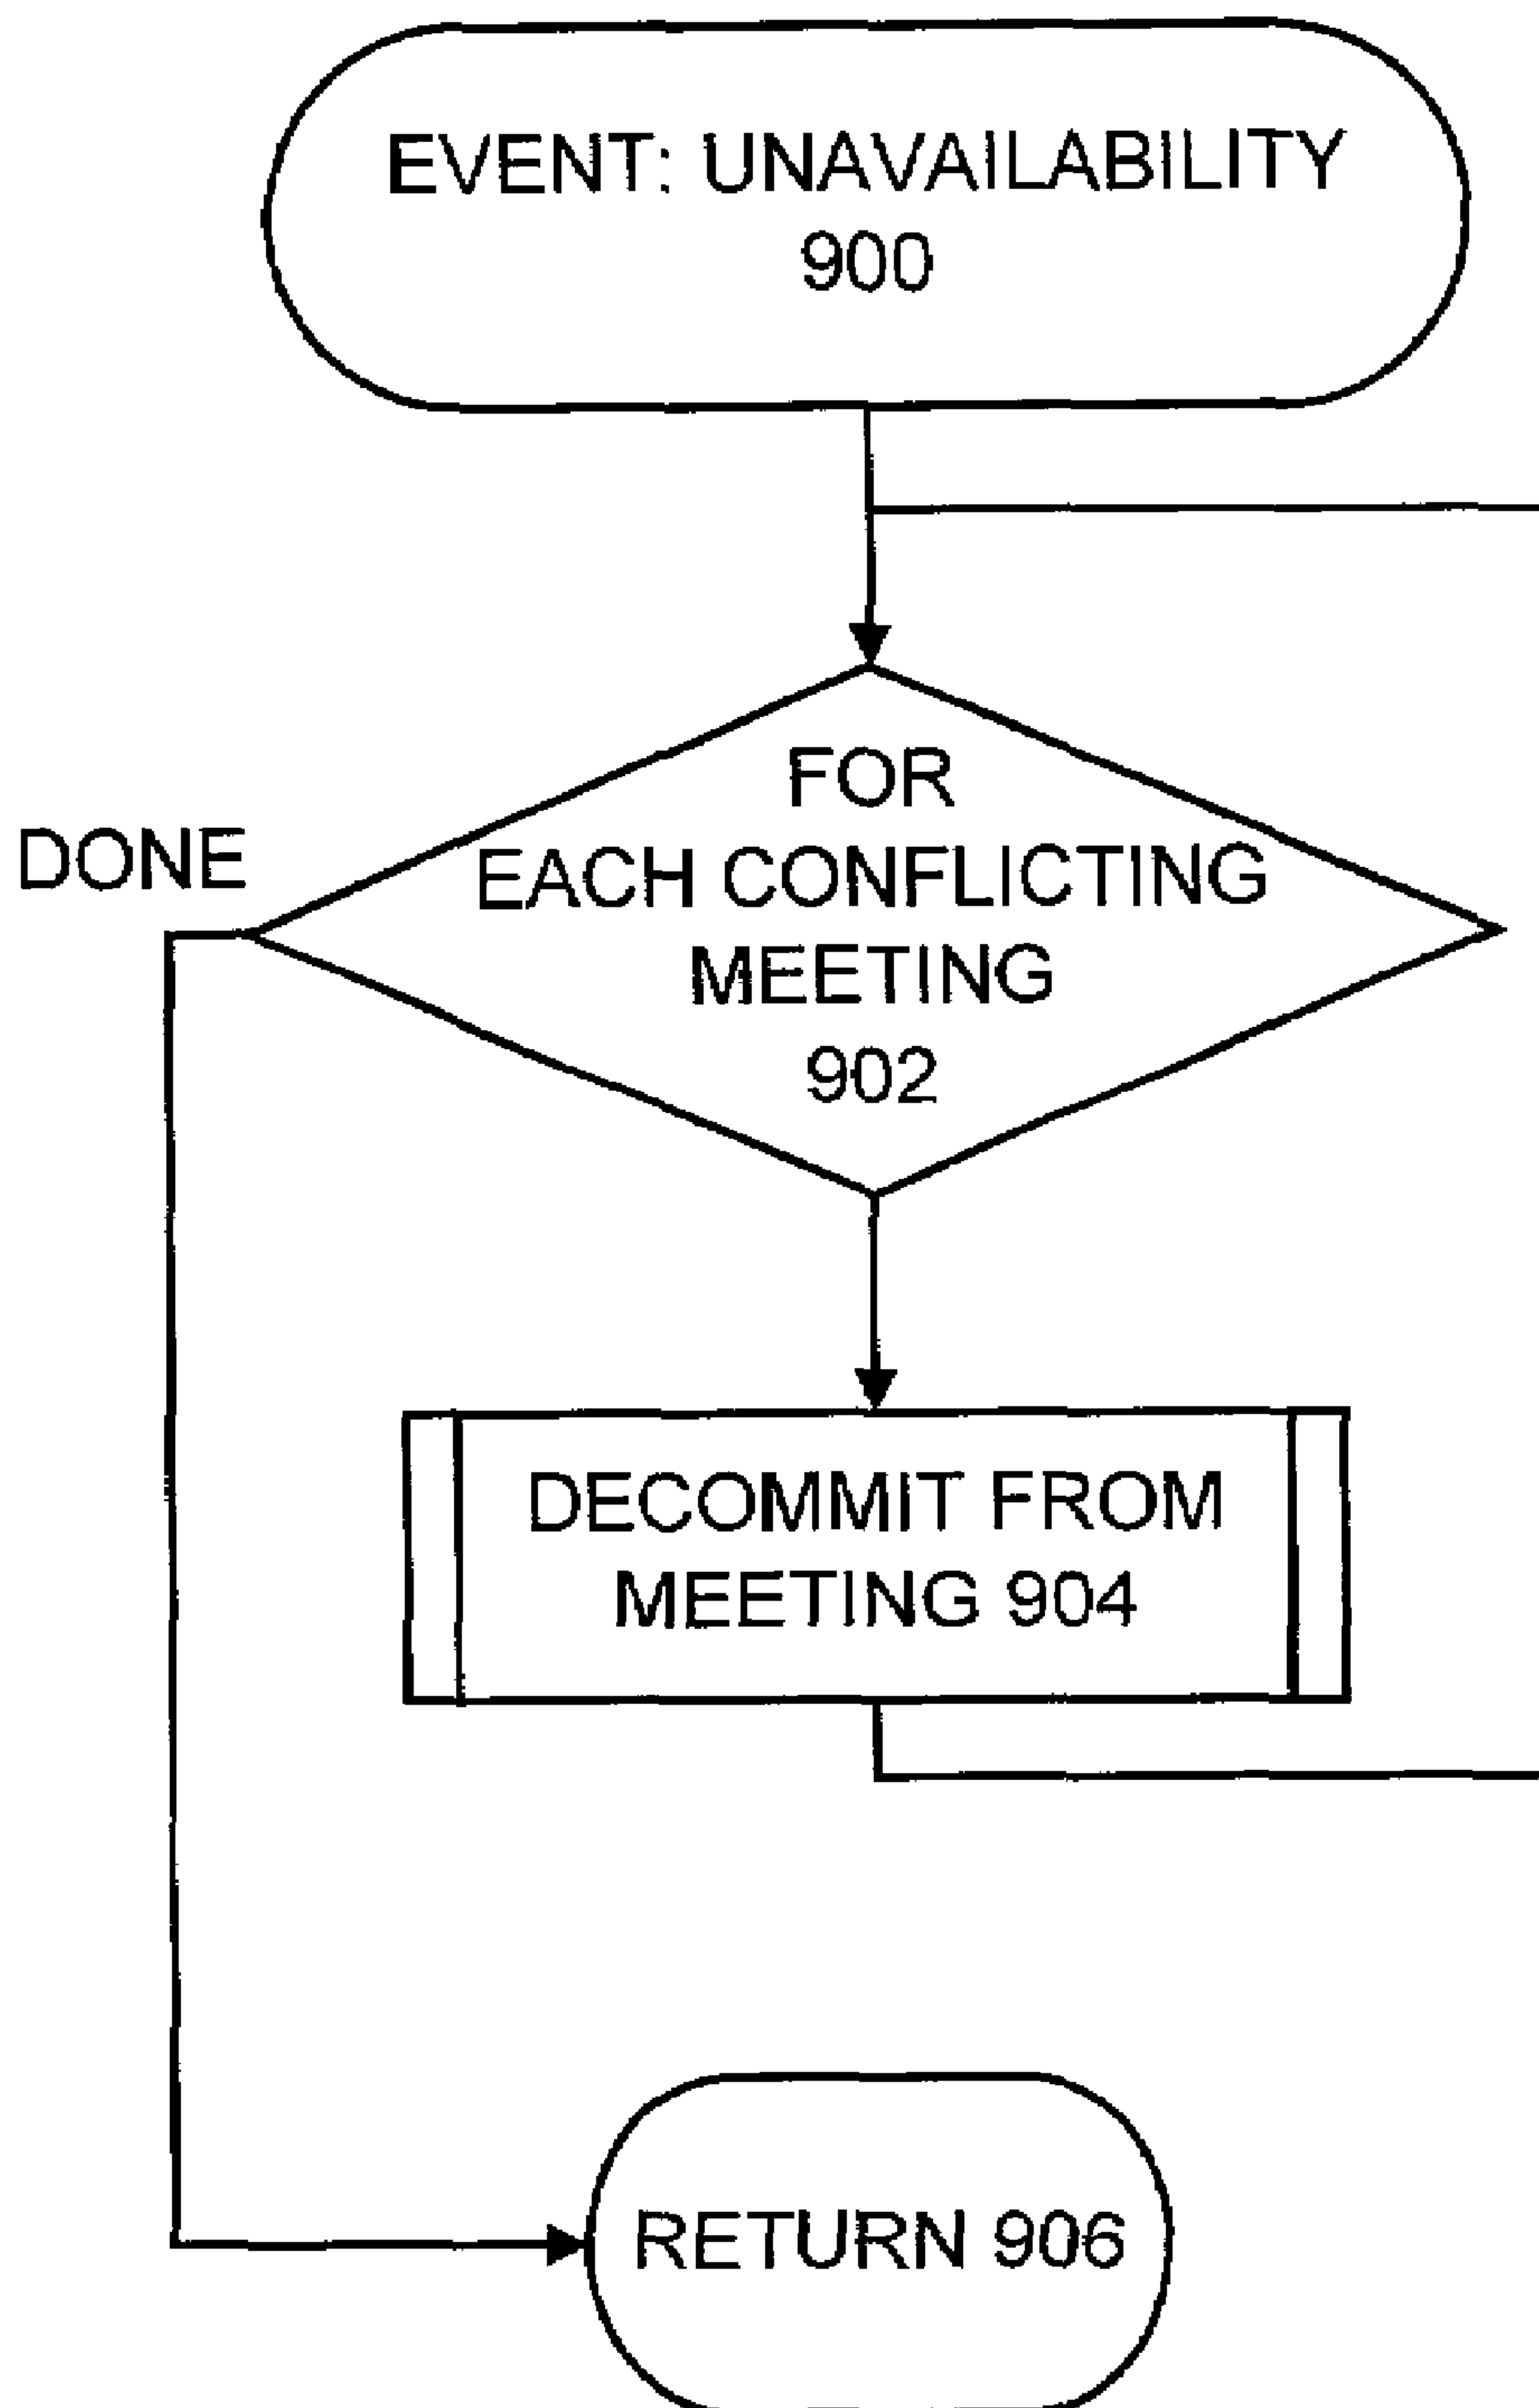 EVENT: UNAVAILABILITY
900
FOR
EACH CONFLICTING
MEETING
902
DONE
DECOMMIT FROM
MEETING 904
RETURN 906